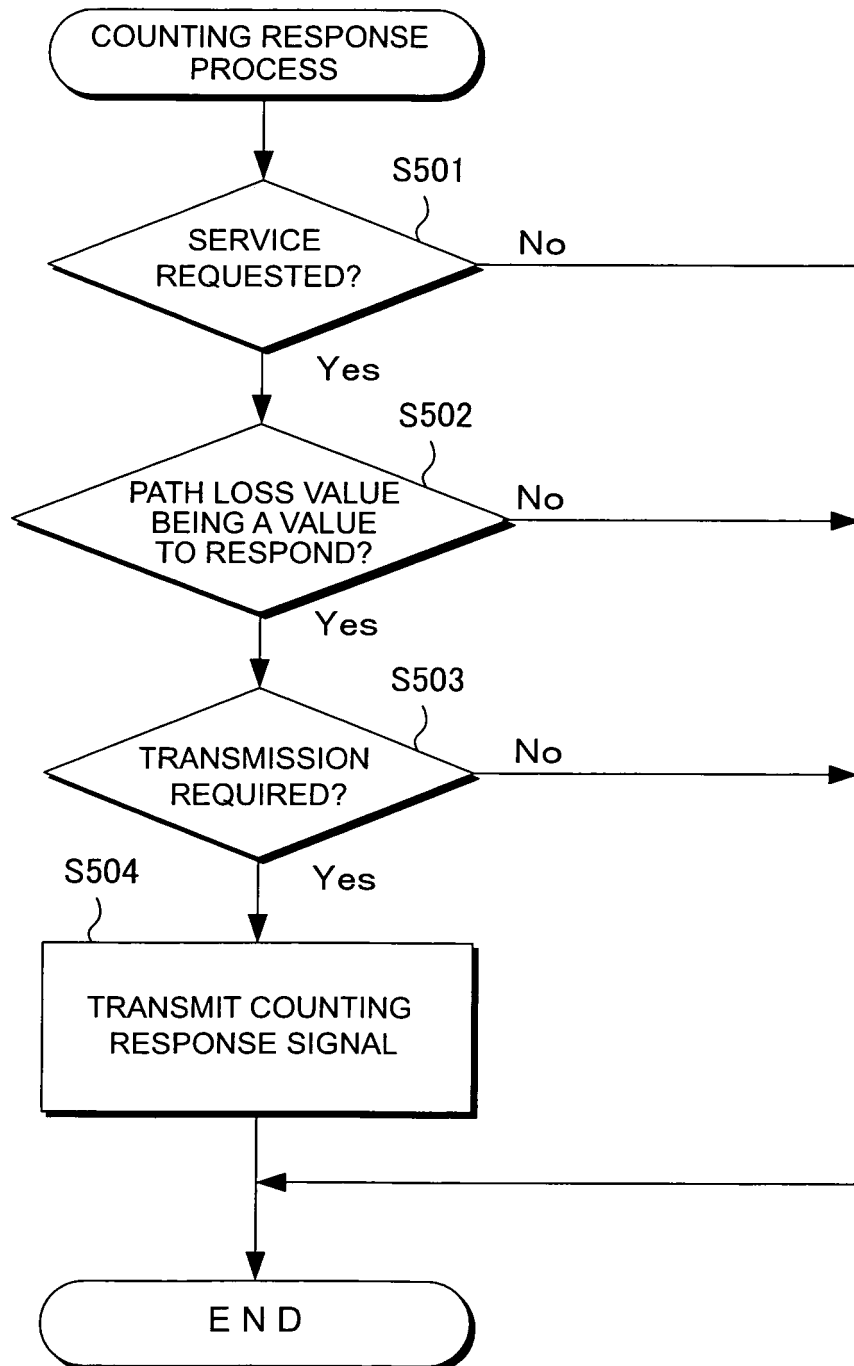 COUNTING RESPONSE
PROCESS
S501
SERVICE
REQUESTED?
No
Yes
S502
PATH LOSS VALUE
BEING A VALUE
TO RESPOND?
No
Yes
S503
TRANSMISSION
REQUIRED?
No
Yes
S504
TRANSMIT COUNTING
RESPONSE SIGNAL
END